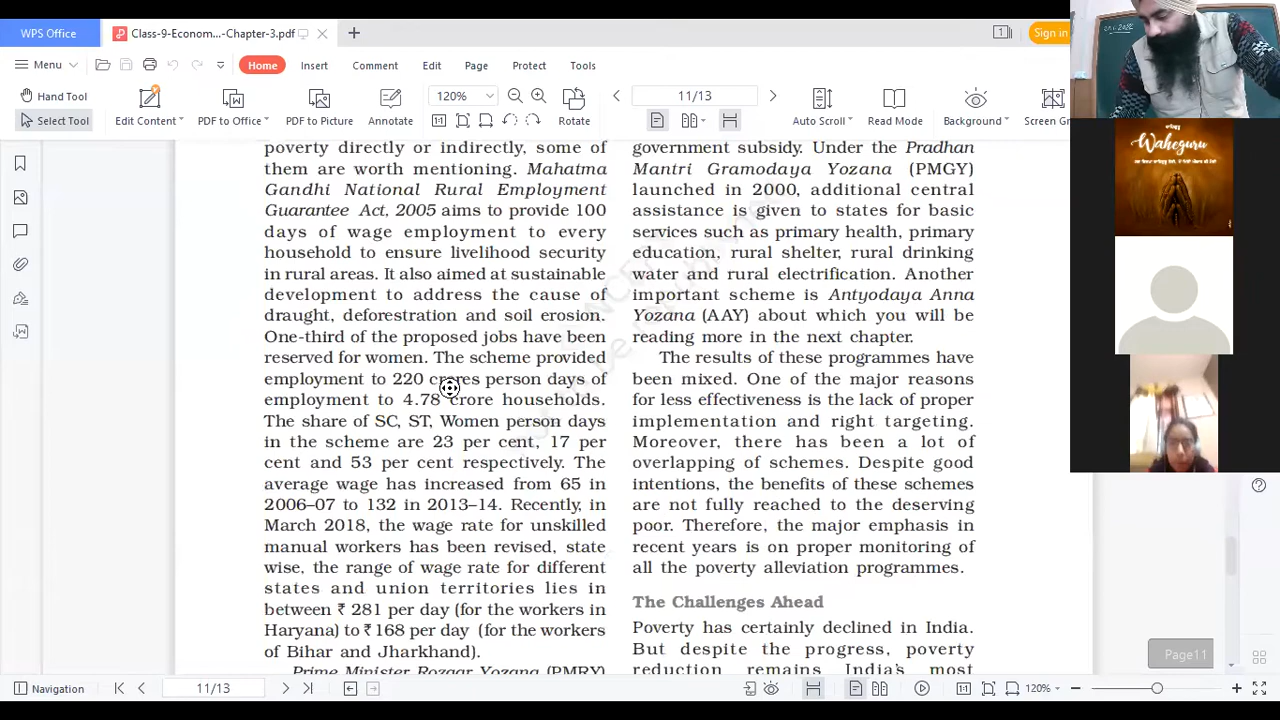 WPS Office
Class-9-Econom...-Chapter-3.pdf
1
Sign in
Menu
Home
Insert
Comment
Edit
Page
Protect
Tools
Hand Tool
Select Tool
Edit Content
PDF to Office
PDF to Picture
Annotate
120%
Rotate
11/13
Auto Scroll
Read Mode
Background
Screen Gr
Waheguru
poverty directly or indirectly, some of
them are worth mentioning. Mahatma
Gandhi National Rural Employment
Guarantee Act, 2005 aims to provide 100
days of wage employment to every
household to ensure livelihood security
in rural areas. It also aimed at sustainable
development to address the cause of
draught, deforestration and soil erosion.
One-third of the proposed jobs have been
reserved for women. The scheme provided
employment to 220 crores person days of
employment to 4.78 crore households.
The share of SC, ST, Women person days
in the scheme are 23 per cent, 17 per
cent and 53 per cent respectively. The
average wage has increased from 65 in
2006–07 to 132 in 2013–14. Recently, in
March 2018, the wage rate for unskilled
manual workers has been revised, state
wise, the range of wage rate for different
states and union territories lies in
between ₹ 281 per day (for the workers in
Haryana) to ₹ 168 per day (for the workers
of Bihar and Jharkhand).
Prime Minister Rozgar Yozana (PMRY)
government subsidy. Under the Pradhan
Mantri Gramodaya Yozana (PMGY)
launched in 2000, additional central
assistance is given to states for basic
services such as primary health, primary
education, rural shelter, rural drinking
water and rural electrification. Another
important scheme is Antyodaya Anna
Yozana (AAY) about which you will be
reading more in the next chapter.
The results of these programmes have
been mixed. One of the major reasons
for less effectiveness is the lack of proper
implementation and right targeting.
Moreover, there has been a lot of
overlapping of schemes. Despite good
intentions, the benefits of these schemes
are not fully reached to the deserving
poor. Therefore, the major emphasis in
recent years is on proper monitoring of
all the poverty alleviation programmes.
The Challenges Ahead
Poverty has certainly declined in India.
But despite the progress, poverty
reduction remains India's most
Page11
Navigation
11/13
120%